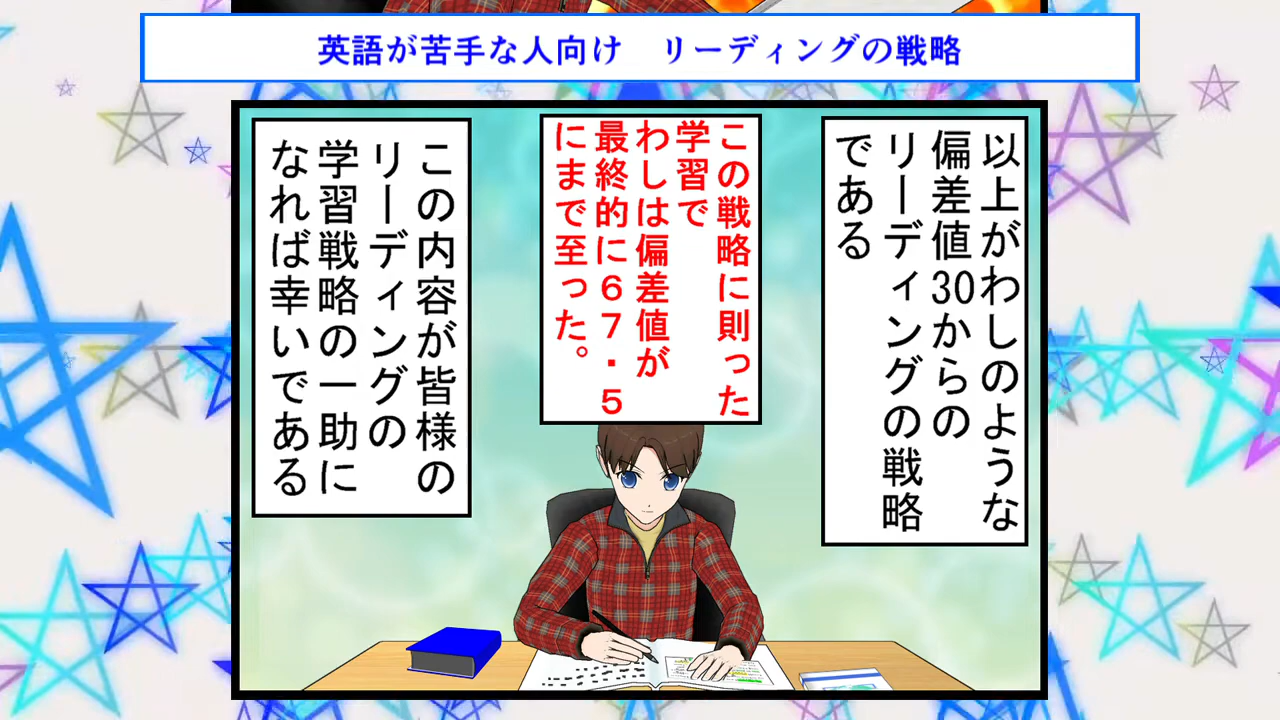 英語が苦手な人向け　リーディングの戦略
以上がわしのような
偏差値30からの
リーディングの戦略
である
この戦略に則った
学習で
わしは偏差値が
最終的に６７・５
にまで至った。
この内容が皆様の
リーディングの
学習戦略の一助に
なれば幸いである